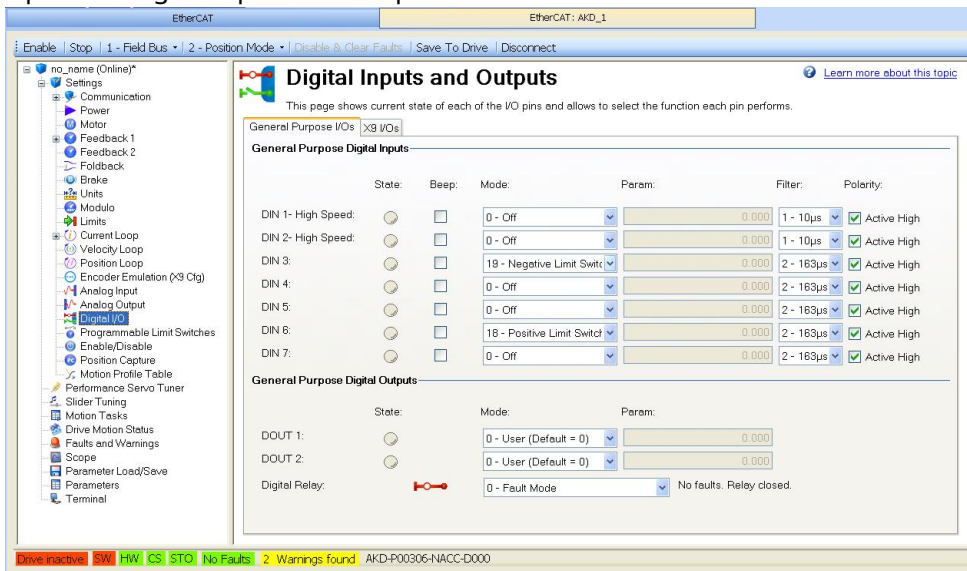 EtherCAT
EtherCAT: AKD_1
Enable Stop 1 - Field Bus 2 - Position Mode Disable & Clear Faults Save To Drive Disconnect
no_name (Online)*
Settings
Communication
Power
Motor
Feedback 1
Feedback 2
Foldback
Brake
Units
Modulo
Limits
Current Loop
Velocity Loop
Position Loop
Encoder Emulation (X9 Cfg)
Analog Input
Analog Output
Digital I/O
Programmable Limit Switches
Enable/Disable
Position Capture
Motion Profile Table
Performance Servo Tuner
Slider Tuning
Motion Tasks
Drive Motion Status
Faults and Warnings
Scope
Parameter Load/Save
Parameters
Terminal
Digital Inputs and Outputs
Learn more about this topic
This page shows current state of each of the I/O pins and allows to select the function each pin performs.
General Purpose I/Os X9 I/Os
General Purpose Digital Inputs
State: Beep: Mode: Param: Filter: Polarity:
DIN 1- High Speed: 0 - Off 0.000 1 - 10µs Active High
DIN 2- High Speed: 0 - Off 0.000 1 - 10µs Active High
DIN 3: 19 - Negative Limit Switc 0.000 2 - 163µs Active High
DIN 4: 0 - Off 0.000 2 - 163µs Active High
DIN 5: 0 - Off 0.000 2 - 163µs Active High
DIN 6: 18 - Positive Limit Switch 0.000 2 - 163µs Active High
DIN 7: 0 - Off 0.000 2 - 163µs Active High
General Purpose Digital Outputs
State: Mode: Param:
DOUT 1: 0 - User (Default = 0) 0.000
DOUT 2: 0 - User (Default = 0) 0.000
Digital Relay: 0 - Fault Mode No faults. Relay closed.
Drive inactive SW HW CS STO No Faults 2 Warnings found AKD-P00306-NACC-D000